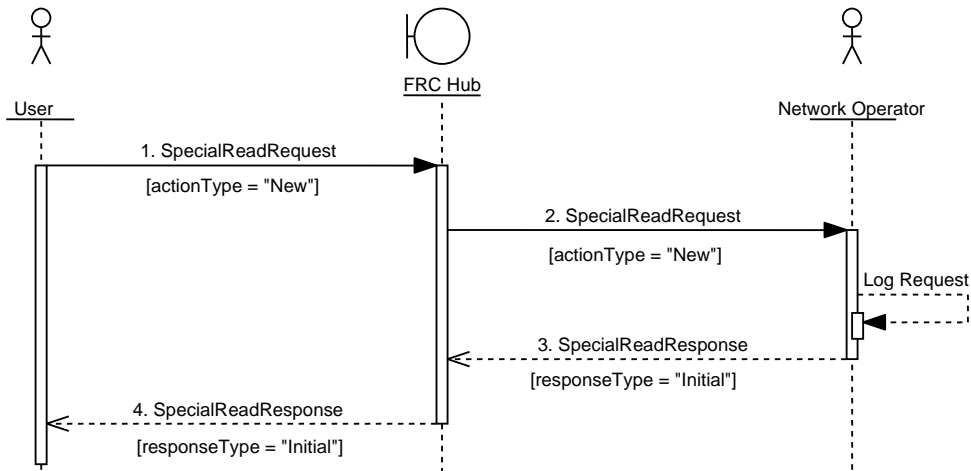 FRC Hub
User
Network Operator
1. SpecialReadRequest
[actionType = "New"]
2. SpecialReadRequest
[actionType = "New"]
Log Request
3. SpecialReadResponse
[responseType = "Initial"]
4. SpecialReadResponse
[responseType = "Initial"]